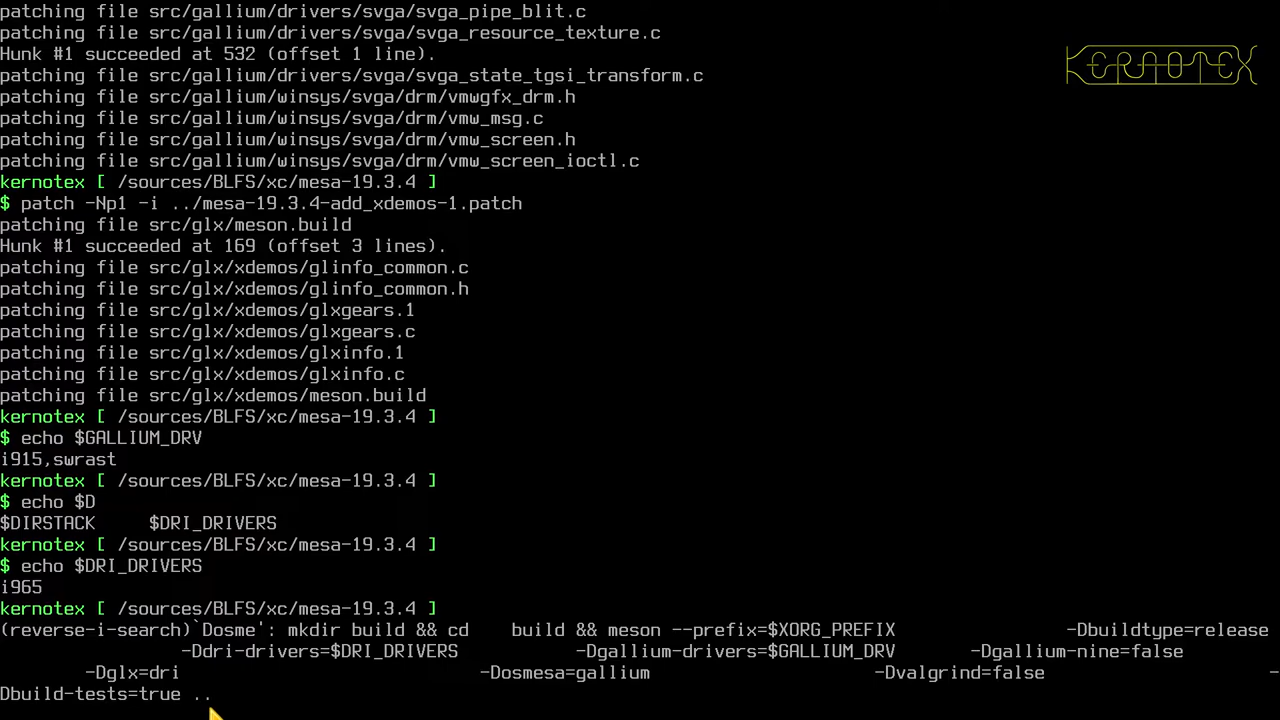 patching file src/gallium/drivers/svga/svga_pipe_blit.c
patching file src/gallium/drivers/svga/svga_resource_texture.c
Hunk #1 succeeded at 532 (offset 1 line).
patching file src/gallium/drivers/svga/svga_state_tgsi_transform.c
patching file src/gallium/winsys/svga/drm/vmwgfx_drm.h
patching file src/gallium/winsys/svga/drm/vmw_msg.c
patching file src/gallium/winsys/svga/drm/vmw_screen.h
patching file src/gallium/winsys/svga/drm/vmw_screen_ioctl.c
KERNOTEX
kernotex [ /sources/BLFS/xc/mesa-19.3.4 ]
$ patch -Np1 -i ../mesa-19.3.4-add_xdemos-1.patch
patching file src/glx/meson.build
Hunk #1 succeeded at 169 (offset 3 lines).
patching file src/glx/xdemos/glinfo_common.c
patching file src/glx/xdemos/glinfo_common.h
patching file src/glx/xdemos/glxgears.1
patching file src/glx/xdemos/glxgears.c
patching file src/glx/xdemos/glxinfo.1
patching file src/glx/xdemos/glxinfo.c
patching file src/glx/xdemos/meson.build
kernotex [ /sources/BLFS/xc/mesa-19.3.4 ]
$ echo $GALLIUM_DRV
i915,swrast
kernotex [ /sources/BLFS/xc/mesa-19.3.4 ]
$ echo $D
$DIRSTACK     $DRI_DRIVERS
kernotex [ /sources/BLFS/xc/mesa-19.3.4 ]
$ echo $DRI_DRIVERS
i965
kernotex [ /sources/BLFS/xc/mesa-19.3.4 ]
(reverse-i-search)`Dosme': mkdir build && cd    build && meson --prefix=$XORG_PREFIX                -Dbuildtype=release
-Ddri-drivers=$DRI_DRIVERS           -Dgallium-drivers=$GALLIUM_DRV       -Dgallium-nine=false
-Dglx=dri                            -Dosmesa=gallium                -Dvalgrind=false                     -
Dbuild-tests=true ..